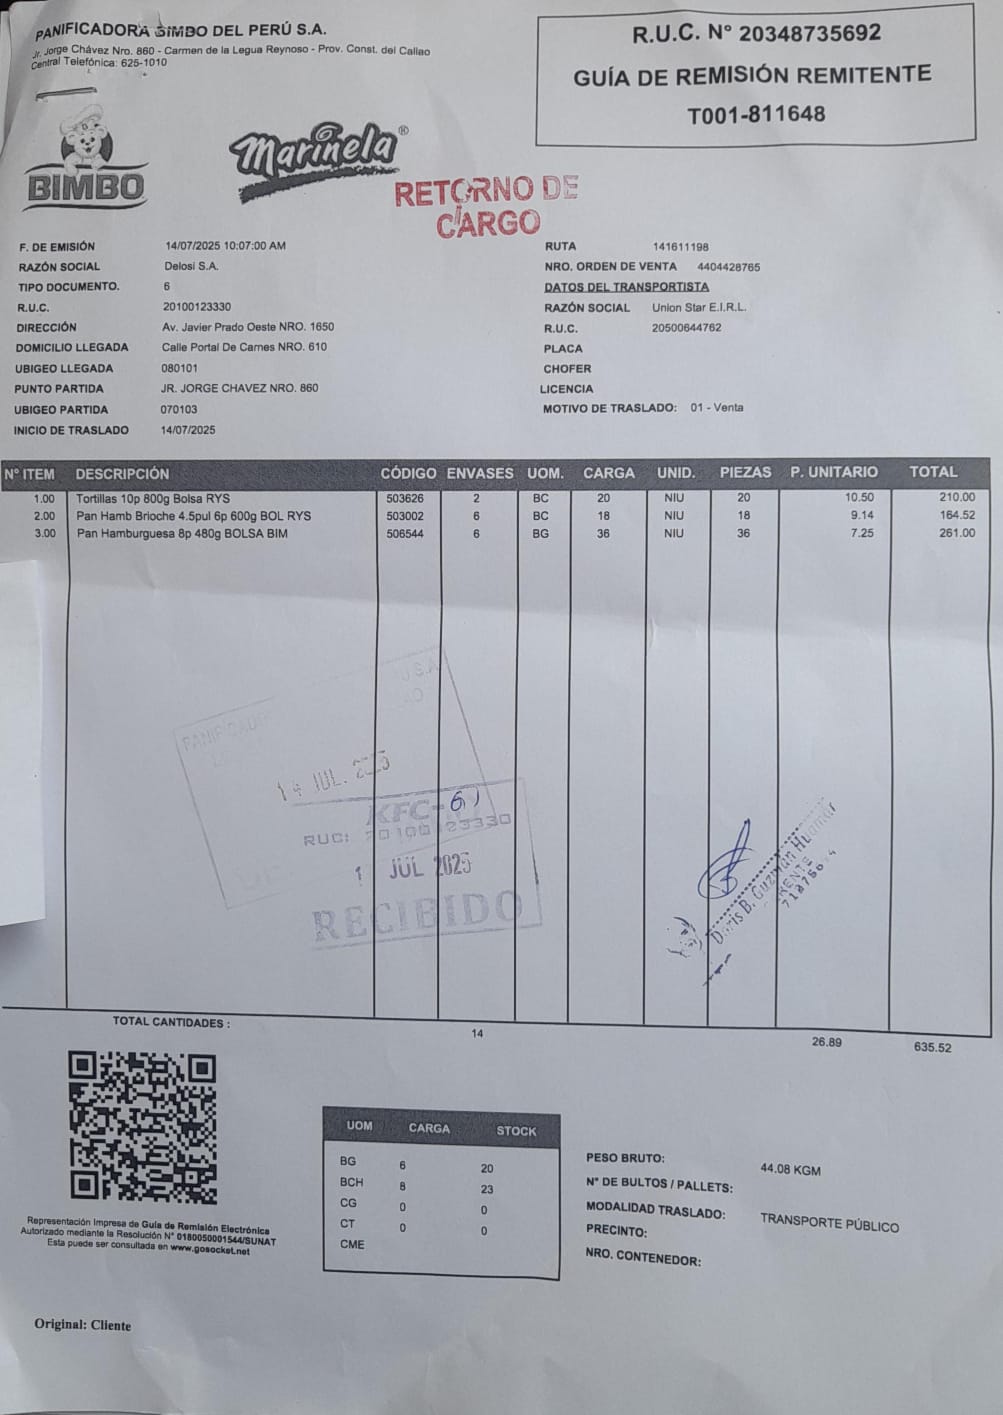 PANIFICADORA BIMBO DEL PERÚ S.A.
Jr. Jorge Chávez Nro. 860 - Carmen de la Legua Reynoso - Prov. Const. del Callao
Central Telefónica: 625-1010
R.U.C. N° 20348735692
GUÍA DE REMISIÓN REMITENTE
T001-811648
BIMBO
Marinela®
RETORNO DE
CARGO
F. DE EMISIÓN 14/07/2025 10:07:00 AM
RAZÓN SOCIAL Delosi S.A.
TIPO DOCUMENTO. 6
R.U.C. 20100123330
DIRECCIÓN Av. Javier Prado Oeste NRO. 1650
DOMICILIO LLEGADA Calle Portal De Carnes NRO. 610
UBIGEO LLEGADA 080101
PUNTO PARTIDA JR. JORGE CHAVEZ NRO. 860
UBIGEO PARTIDA 070103
INICIO DE TRASLADO 14/07/2025
RUTA 141611198
NRO. ORDEN DE VENTA 4404428765
DATOS DEL TRANSPORTISTA
RAZÓN SOCIAL Union Star E.I.R.L.
R.U.C. 20500644762
PLACA
CHOFER
LICENCIA
MOTIVO DE TRASLADO: 01 - Venta
N° ITEM DESCRIPCIÓN CÓDIGO ENVASES UOM. CARGA UNID. PIEZAS P. UNITARIO TOTAL
1.00 Tortillas 10p 800g Bolsa RYS 503626 2 BC 20 NIU 20 10.50 210.00
2.00 Pan Hamb Brioche 4.5pul 6p 600g BOL RYS 503002 6 BC 18 NIU 18 9.14 164.52
3.00 Pan Hamburguesa 8p 480g BOLSA BIM 506544 6 BG 36 NIU 36 7.25 261.00
14 JUL. 2025
KFC-61
RUC: 20100123330
JUL 2025
RECIBIDO
Doris B. Guzmán Huamán
TOTAL CANTIDADES : 14 26.89 635.52
UOM CARGA STOCK
BG 6 20
BCH 8 23
CG 0 0
CT 0 0
CME
PESO BRUTO: 44.08 KGM
N° DE BULTOS / PALLETS:
MODALIDAD TRASLADO: TRANSPORTE PÚBLICO
PRECINTO:
NRO. CONTENEDOR:
Representación Impresa de Guía de Remisión Electrónica
Autorizado mediante la Resolución N° 0180050001544/SUNAT
Esta puede ser consultada en www.gosocket.net
Original: Cliente